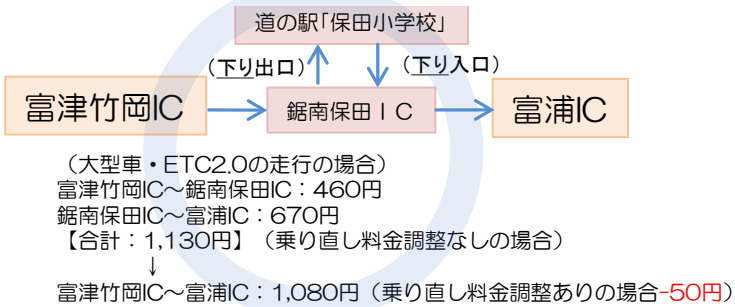 道の駅「保田小学校」
（下り出口）
（下り入口）
富津竹岡IC
鋸南保田ＩＣ
富浦IC
（大型車・ETC2.0の走行の場合）
富津竹岡IC～鋸南保田IC：460円
鋸南保田IC～富浦IC：670円
【合計：1,130円】（乗り直し料金調整なしの場合）
↓
富津竹岡IC～富浦IC：1,080円（乗り直し料金調整ありの場合-50円）